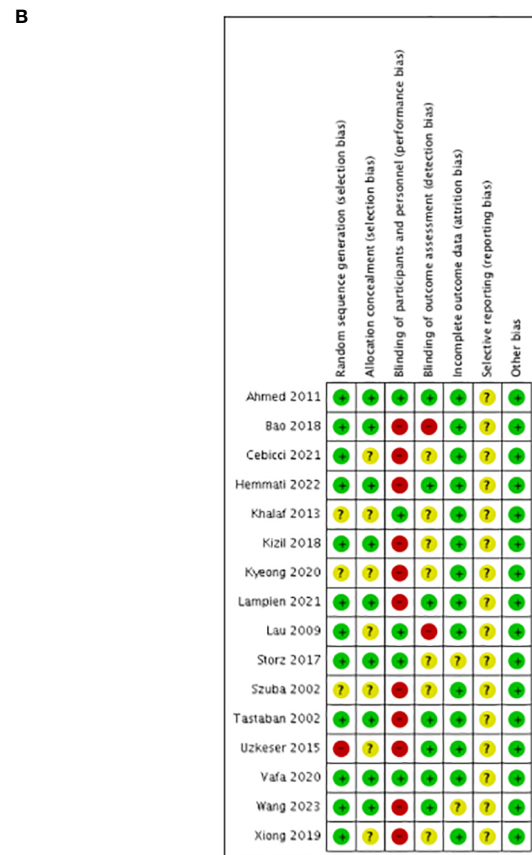 B
Random sequence generation (selection bias)
Allocation concealment (selection bias)
Blinding of participants and personnel (performance bias)
Blinding of outcome assessment (detection bias)
Incomplete outcome data (attrition bias)
Selective reporting (reporting bias)
Other bias
Ahmed 2011 + + + + + ? +
Bao 2018 + + - - + ? +
Cebicci 2021 + ? - ? + ? +
Hemmati 2022 + + - + + ? +
Khalaf 2013 ? ? + ? + ? +
Kizil 2018 + + - ? + ? +
Kyeong 2020 ? ? - ? + ? +
Lampien 2021 + + - + + ? +
Lau 2009 + ? + - + ? +
Storz 2017 + + + ? ? ? +
Szuba 2002 ? ? - ? + ? +
Tastaban 2002 + + - + + ? +
Uzkeser 2015 - ? - + + ? +
Vafa 2020 + + + + + ? +
Wang 2023 + + - + ? ? +
Xiong 2019 + ? - ? + ? +